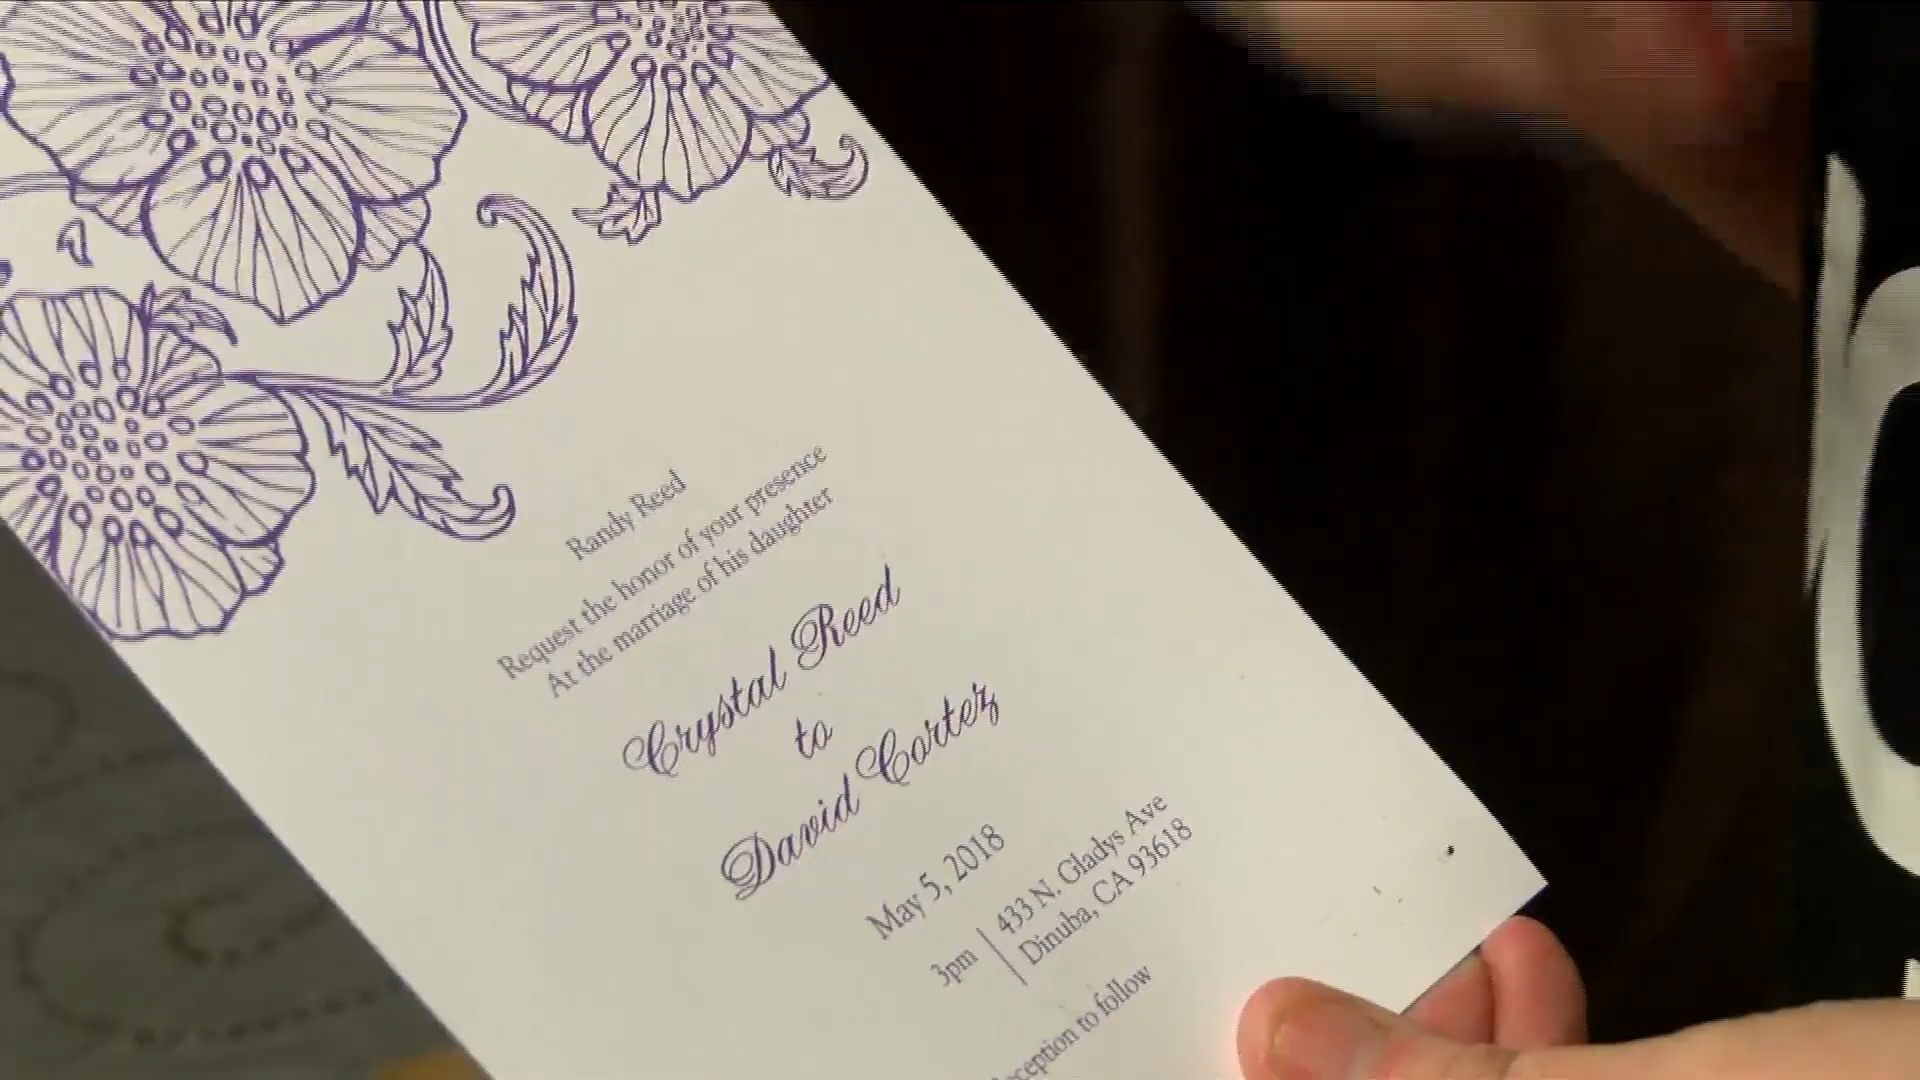 Randy Reed
Request the honor of your presence
At the marriage of his daughter
Crystal Reed
to
David Cortez
May 5, 2018
3pm
433 N. Gladys Ave
Dinuba, CA 93618
to follow